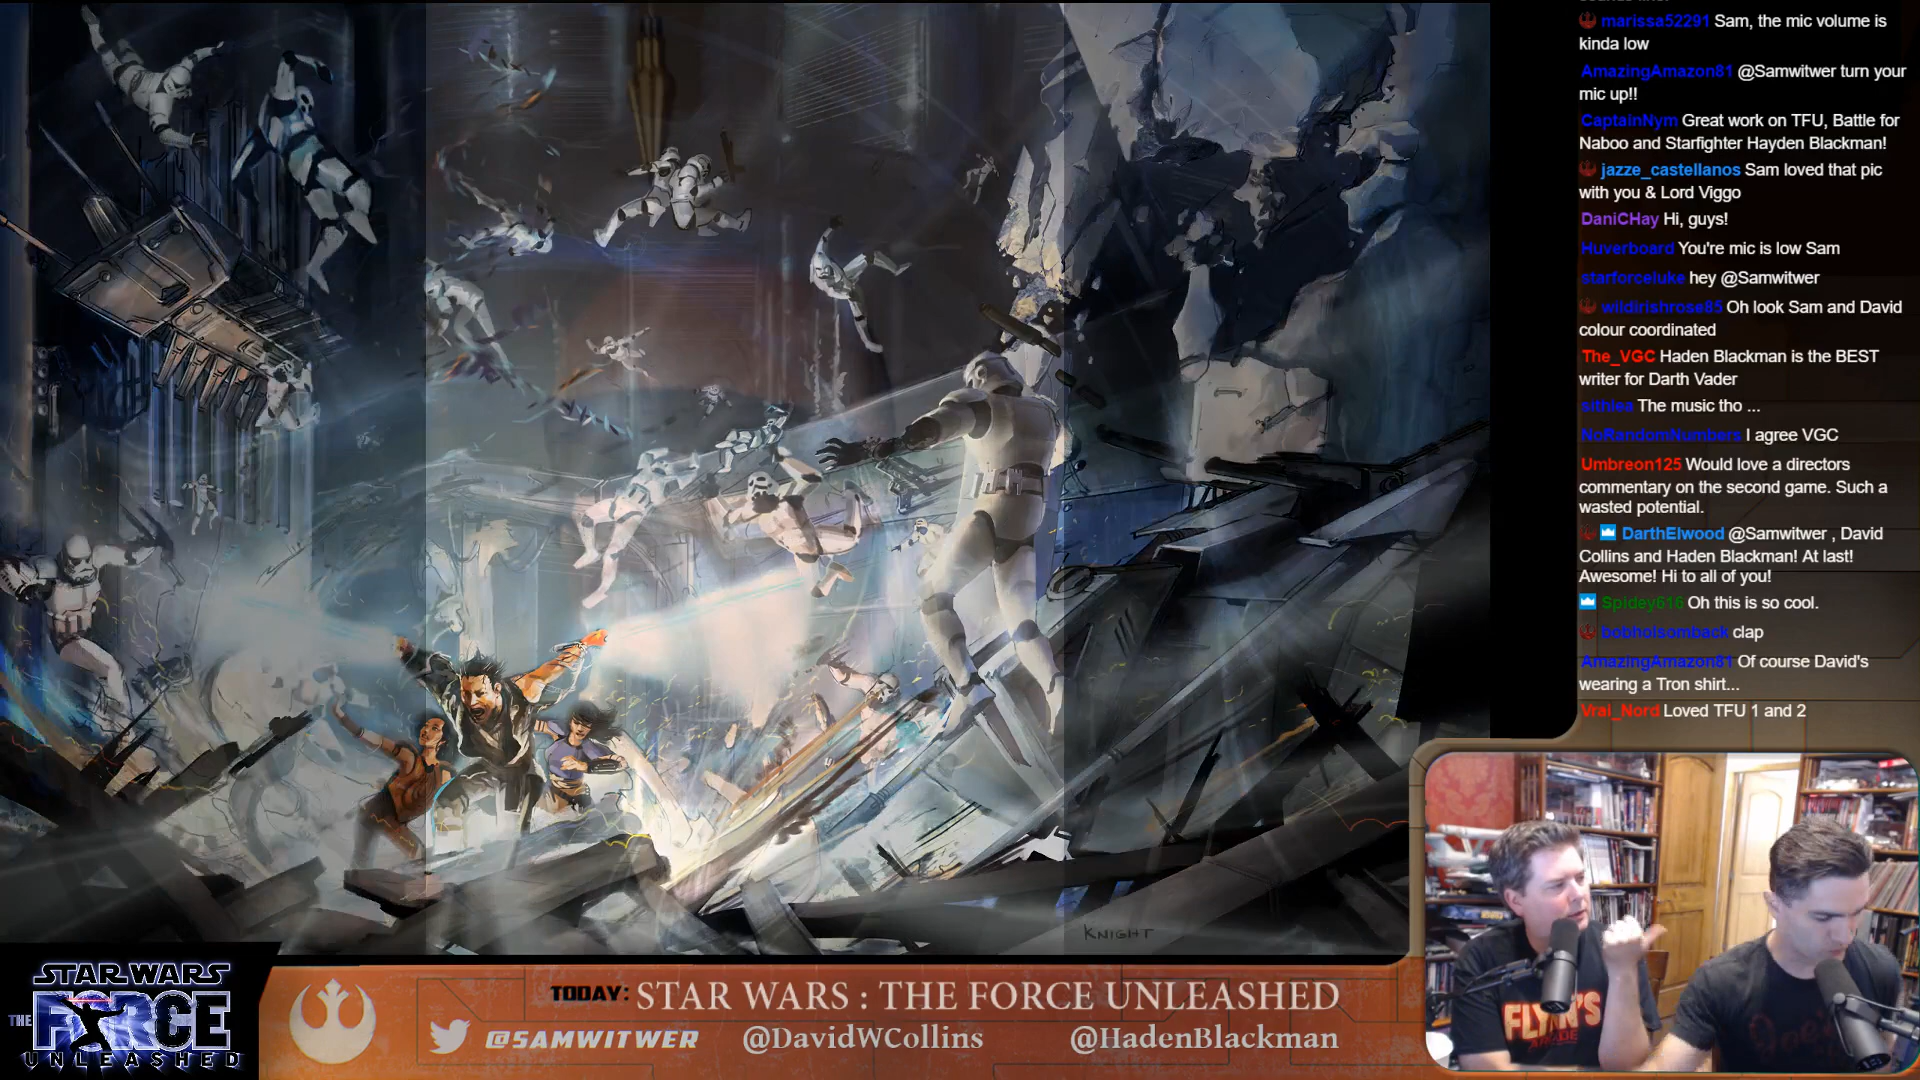 marissa52291 Sam, the mic volume is
kinda low
AmazingAmazon81 @Samwitwer turn your
mic up!!
CaptainNym Great work on TFU, Battle for
Naboo and Starfighter Hayden Blackman!
jazze_castellanos Sam loved that pic
with you & Lord Viggo
DaniCHay Hi, guys!
Huverboard You're mic is low Sam
starforceluke hey @Samwitwer
wildirishrose85 Oh look Sam and David
colour coordinated
The_VGC Haden Blackman is the BEST
writer for Darth Vader
sithlea The music tho ...
NoRandomNumbers I agree VGC
Umbreon125 Would love a directors
commentary on the second game. Such a
wasted potential.
DarthElwood @Samwitwer , David
Collins and Haden Blackman! At last!
Awesome! Hi to all of you!
Spidey616 Oh this is so cool.
bobholsomback clap
AmazingAmazon81 Of course David's
wearing a Tron shirt...
Vrai_Nord Loved TFU 1 and 2
KNIGHT
FLYNN'S
ARCADE
STAR WARS
THE FORCE
UNLEASHED
TODAY: STAR WARS : THE FORCE UNLEASHED
@SAMWITWER @DavidWCollins @HadenBlackman